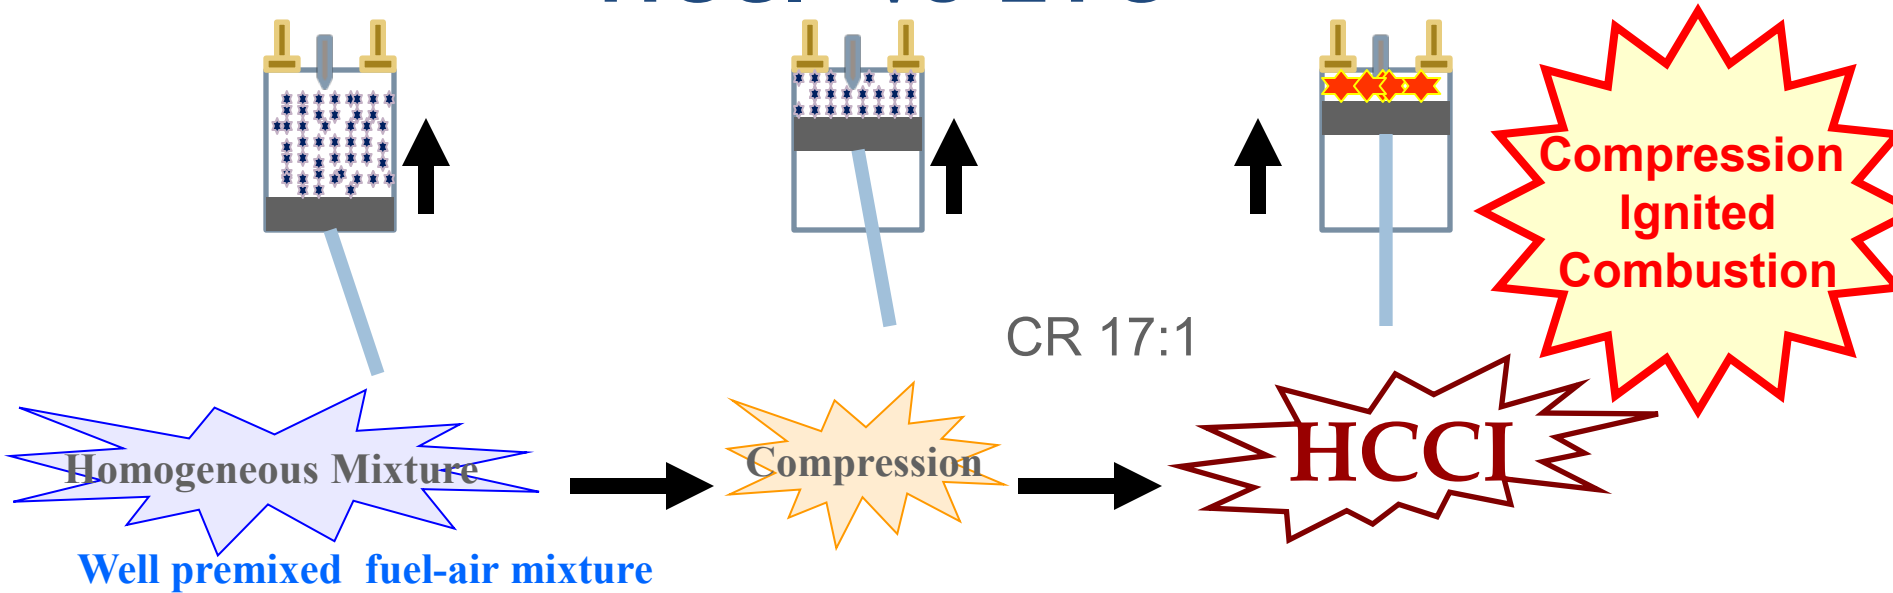 Compression
Ignited
Combustion
CR 17:1
Homogeneous Mixture
Compression
HCCI
Well premixed fuel-air mixture